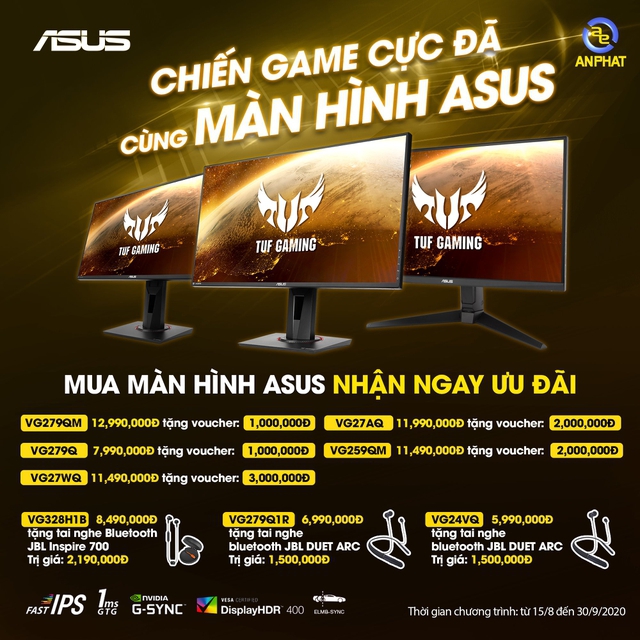 ASUS
ae
ANPHAT
CHIẾN GAME CỰC ĐÃ
CÙNG MÀN HÌNH ASUS
TUF GAMING
TUF GAMING
TUF GAMING
ASUS
ASUS
ASUS
MUA MÀN HÌNH ASUS NHẬN NGAY ƯU ĐÃI
VG279QM 12,990,000Đ tặng voucher: 1,000,000Đ
VG27AQ 11,990,000Đ tặng voucher: 2,000,000Đ
VG279Q 7,990,000Đ tặng voucher: 1,000,000Đ
VG259QM 11,490,000Đ tặng voucher: 2,000,000Đ
VG27WQ 11,490,000Đ tặng voucher: 3,000,000Đ
VG328H1B 8,490,000Đ
tặng tai nghe Bluetooth
JBL Inspire 700
Trị giá: 2,190,000Đ
VG279Q1R 6,990,000Đ
tặng tai nghe
bluetooth JBL DUET ARC
Trị giá: 1,500,000Đ
VG24VQ 5,990,000Đ
tặng tai nghe
bluetooth JBL DUET ARC
Trị giá: 1,500,000Đ
FAST IPS
1ms
GTG
NVIDIA
G-SYNC
VESA CERTIFIED
DisplayHDR 400
ELMB-SYNC
Thời gian chương trình: từ 15/8 đến 30/9/2020